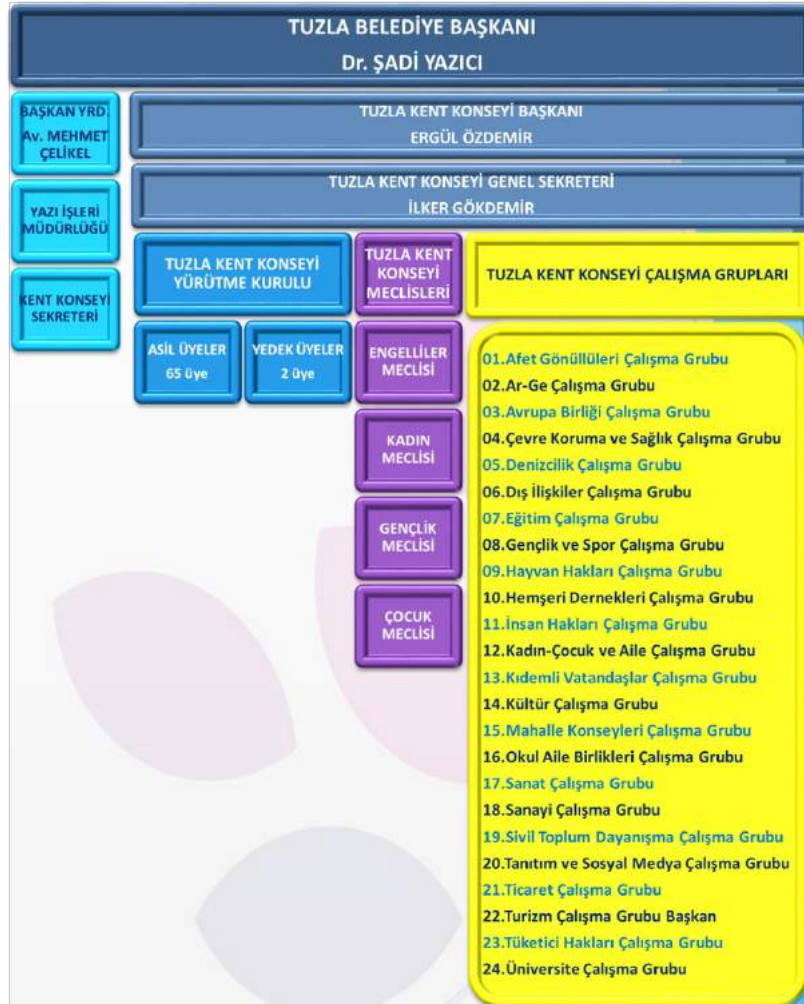 TUZLA BELEDİYE BAŞKANI
Dr. ŞADİ YAZICI
BAŞKAN YRD.
Av. MEHMET
ÇELİKEL
YAZI İŞLERİ
MÜDÜRLÜĞÜ
KENT KONSEYİ
SEKRETERİ
TUZLA KENT KONSEYİ BAŞKANI
ERGÜL ÖZDEMİR
TUZLA KENT KONSEYİ GENEL SEKRETERİ
İLKER GÖKDEMİR
TUZLA KENT KONSEYİ
YÜRÜTME KURULU
ASİL ÜYELER
65 üye
YEDEK ÜYELER
2 üye
TUZLA KENT
KONSEYİ
MECLİSLERİ
ENGELLİLER
MECLİSİ
KADIN
MECLİSİ
GENÇLİK
MECLİSİ
ÇOCUK
MECLİSİ
TUZLA KENT KONSEYİ ÇALIŞMA GRUPLARI
01.Afet Gönüllüleri Çalışma Grubu
02.Ar-Ge Çalışma Grubu
03.Avrupa Birliği Çalışma Grubu
04.Çevre Koruma ve Sağlık Çalışma Grubu
05.Denizcilik Çalışma Grubu
06.Dış İlişkiler Çalışma Grubu
07.Eğitim Çalışma Grubu
08.Gençlik ve Spor Çalışma Grubu
09.Hayvan Hakları Çalışma Grubu
10.Hemşeri Dernekleri Çalışma Grubu
11.İnsan Hakları Çalışma Grubu
12.Kadın-Çocuk ve Aile Çalışma Grubu
13.Kıdemli Vatandaşlar Çalışma Grubu
14.Kültür Çalışma Grubu
15.Mahalle Konseyleri Çalışma Grubu
16.Okul Aile Birlikleri Çalışma Grubu
17.Sanat Çalışma Grubu
18.Sanayi Çalışma Grubu
19.Sivil Toplum Dayanışma Çalışma Grubu
20.Tanıtım ve Sosyal Medya Çalışma Grubu
21.Ticaret Çalışma Grubu
22.Turizm Çalışma Grubu Başkan
23.Tüketici Hakları Çalışma Grubu
24.Üniversite Çalışma Grubu